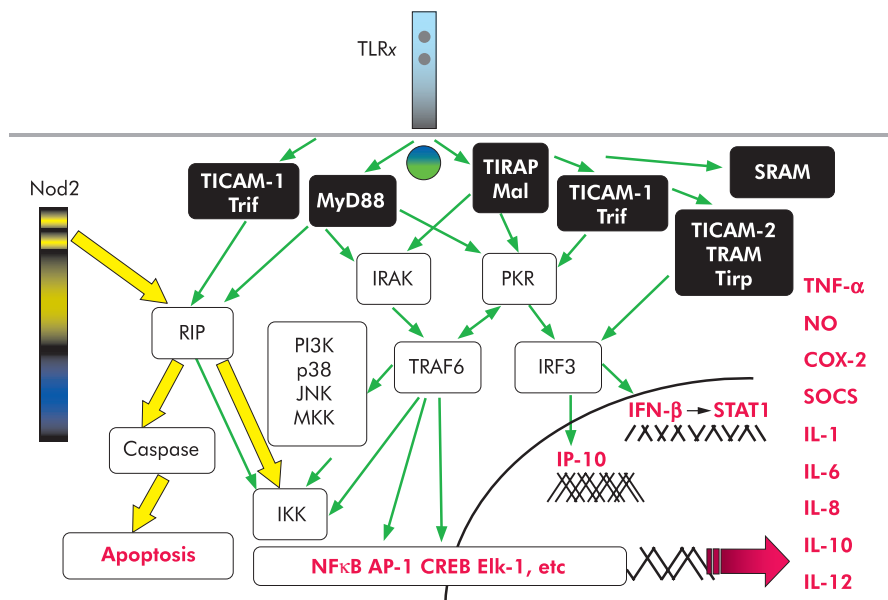 TLRx
Nod2
TICAM-1
Trif
MyD88
TIRAP
Mal
TICAM-1
Trif
SRAM
TICAM-2
TRAM
Tirp
IRAK
PKR
RIP
PI3K
p38
JNK
MKK
TRAF6
IRF3
Caspase
IKK
Apoptosis
IFN-β → STAT1
IP-10
NFκB AP-1 CREB Elk-1, etc
TNF-α
NO
COX-2
SOCS
IL-1
IL-6
IL-8
IL-10
IL-12